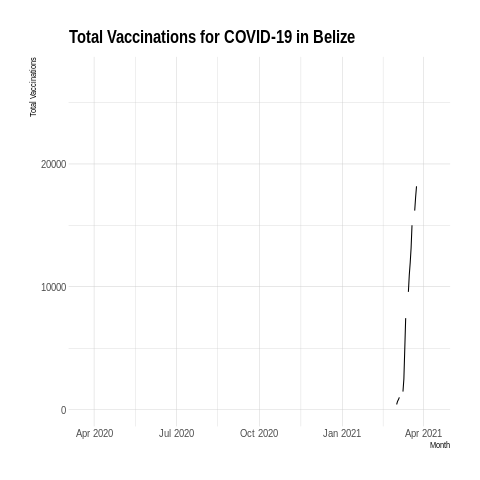 Total Vaccinations for COVID-19 in Belize
Total Vaccinations
20000
10000
0
Apr 2020 Jul 2020 Oct 2020 Jan 2021 Apr 2021
Month